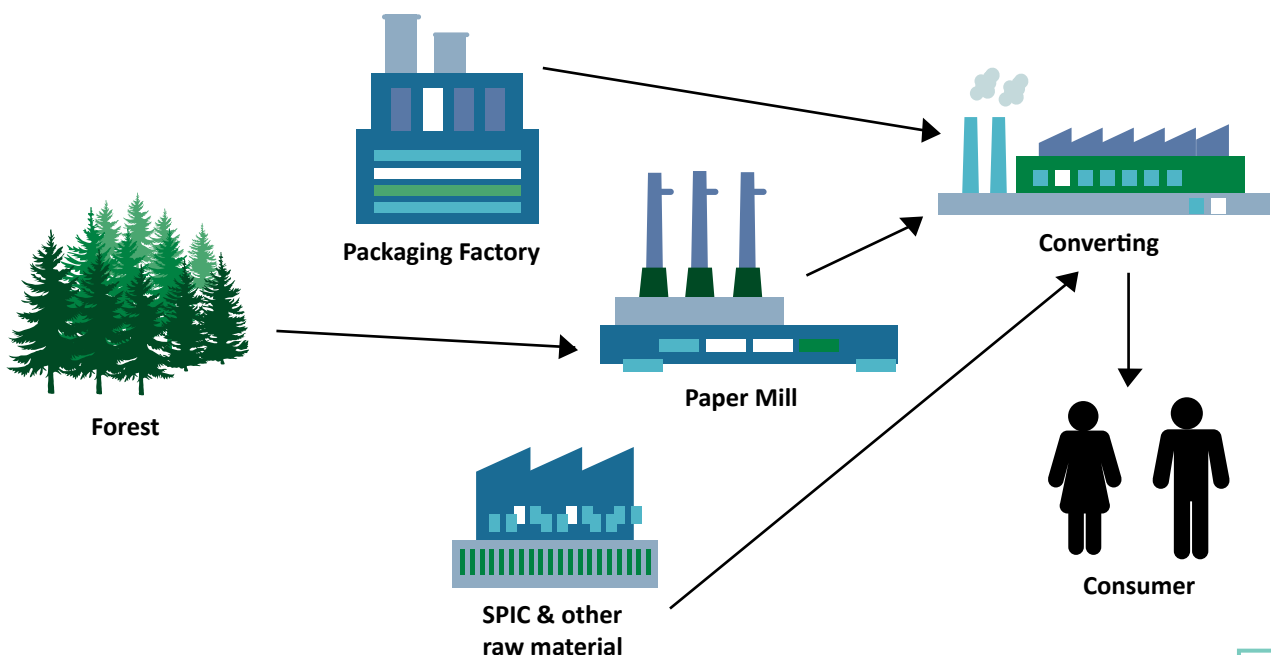 Packaging Factory
Converting
Paper Mill
Forest
Consumer
SPIC & other
raw material